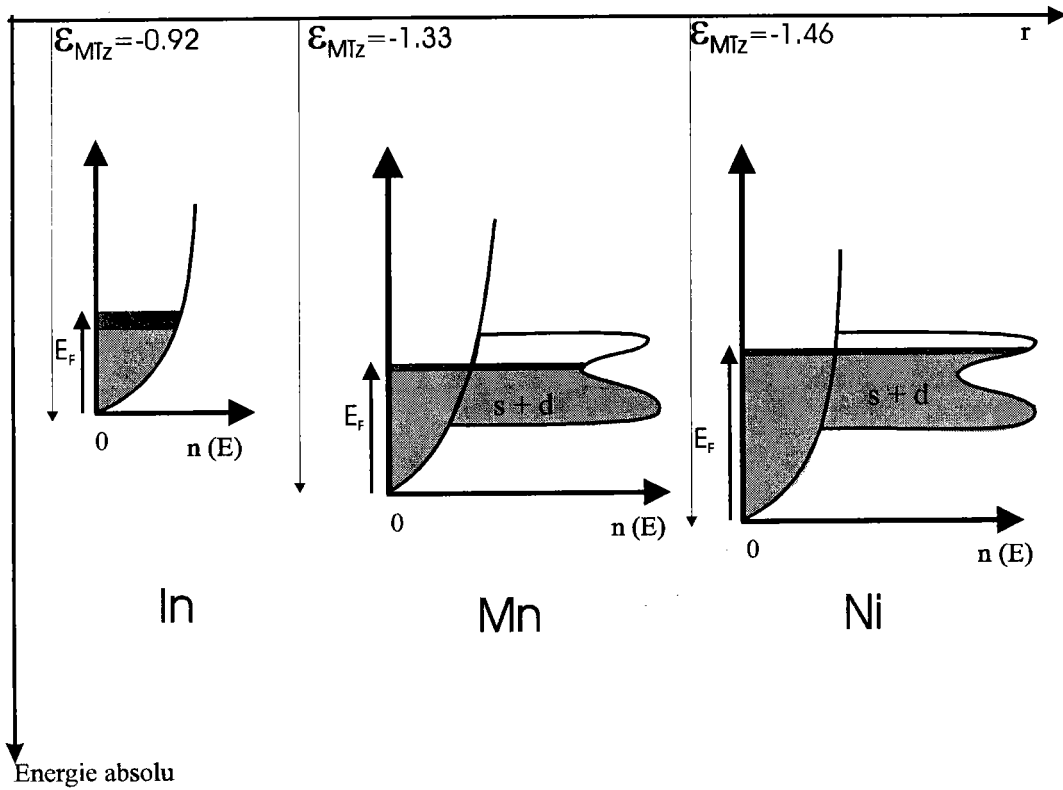 ε_MTz=-0.92
ε_MTz=-1.33
ε_MTz=-1.46
r
E_F
0
n (E)
In
E_F
s + d
0
n (E)
Mn
E_F
s + d
0
n (E)
Ni
Energie absolu